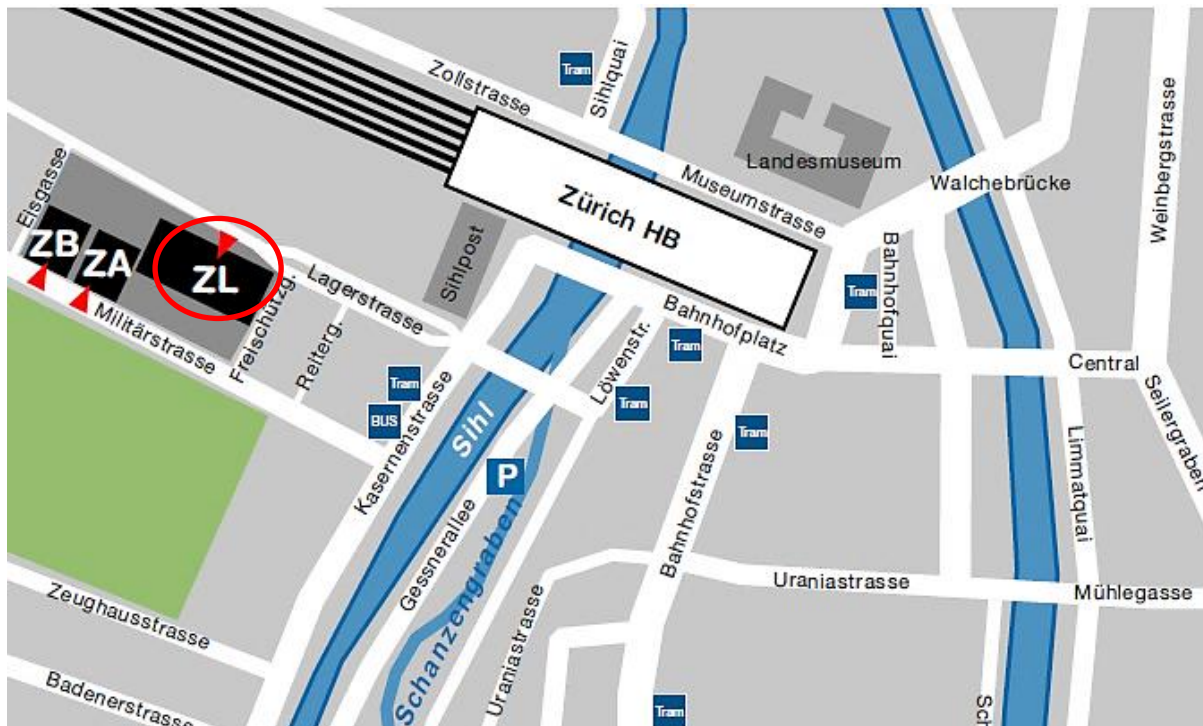 Zollstrasse
Tram
Sihlquai
Landesmuseum
Museumstrasse
Walchebrücke
Weinbergstrasse
Zürich HB
Eisgasse
ZB
ZA
ZL
Lagerstrasse
Sihlpost
Militärstrasse
Freischützg.
Reiterg.
Bahnhofplatz
Tram
Bahnhofquai
Central
Seilergraben
Tram
Löwenstr.
Tram
BUS
Tram
Kasernenstrasse
Sihl
Tram
P
Limmatquai
Gessnerallee
Schanzengraben
Bahnhofstrasse
Uraniastrasse
Mühlegasse
Zeughausstrasse
Uraniastrasse
Badenerstrasse
Tram
Sch